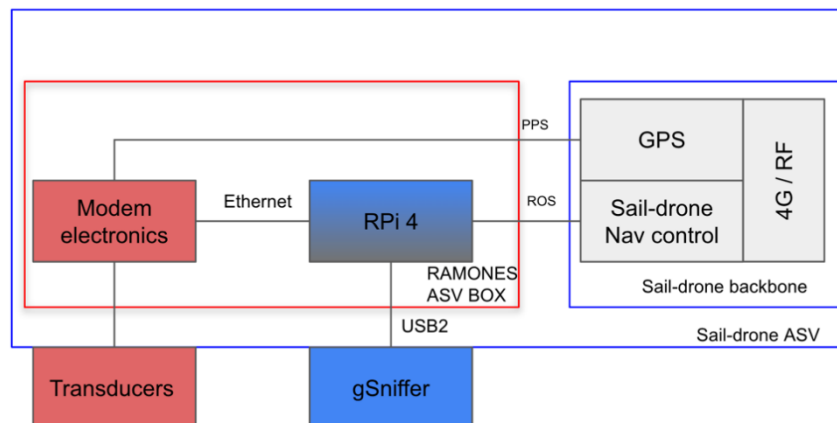 PPS
GPS
4G / RF
Modem
electronics
Ethernet
RPi 4
ROS
Sail-drone
Nav control
RAMONES
ASV BOX
Sail-drone backbone
USB2
Sail-drone ASV
Transducers
gSniffer